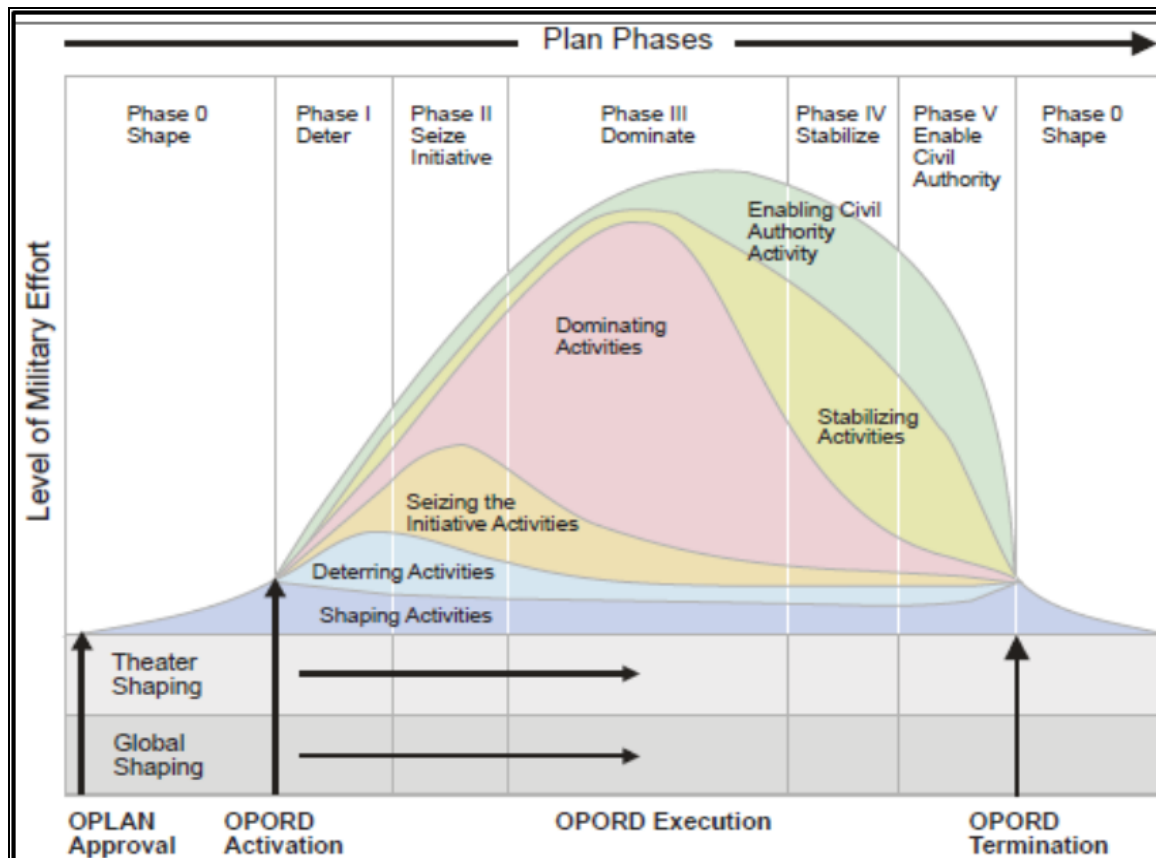 Plan Phases
Phase 0
Shape
Phase I
Deter
Phase II
Seize
Initiative
Phase III
Dominate
Phase IV
Stabilize
Phase V
Enable
Civil
Authority
Phase 0
Shape
Level of Military Effort
Enabling Civil
Authority
Activity
Dominating
Activities
Stabilizing
Activities
Seizing the
Initiative Activities
Deterring Activities
Shaping Activities
Theater
Shaping
Global
Shaping
OPLAN
Approval
OPORD
Activation
OPORD Execution
OPORD
Termination